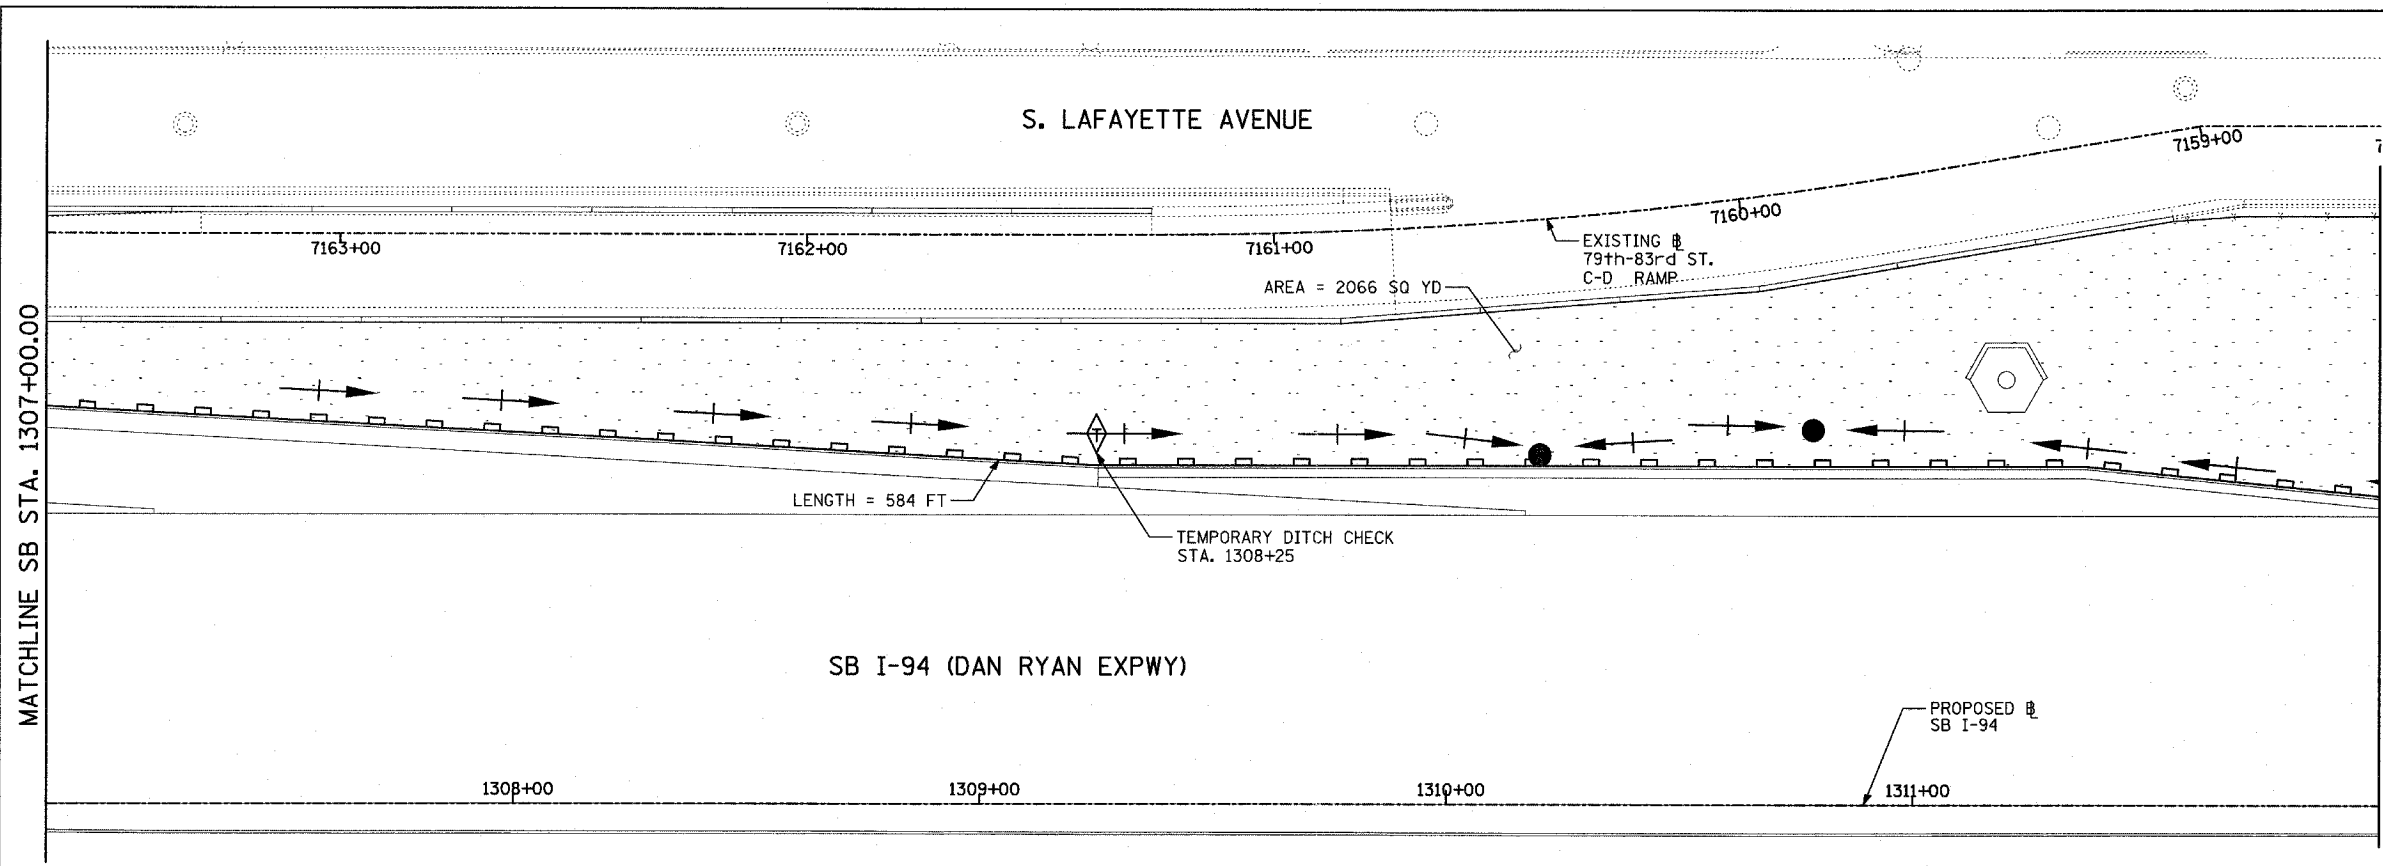 S. LAFAYETTE AVENUE
7159+00
7
7160+00
7163+00
7162+00
7161+00
EXISTING B
79th-83rd ST.
C-D RAMP
AREA = 2066 SQ YD
MATCHLINE SB STA. 1307+00.00
T
LENGTH = 584 FT
TEMPORARY DITCH CHECK
STA. 1308+25
SB I-94 (DAN RYAN EXPWY)
PROPOSED B
SB I-94
1308+00
1309+00
1310+00
1311+00